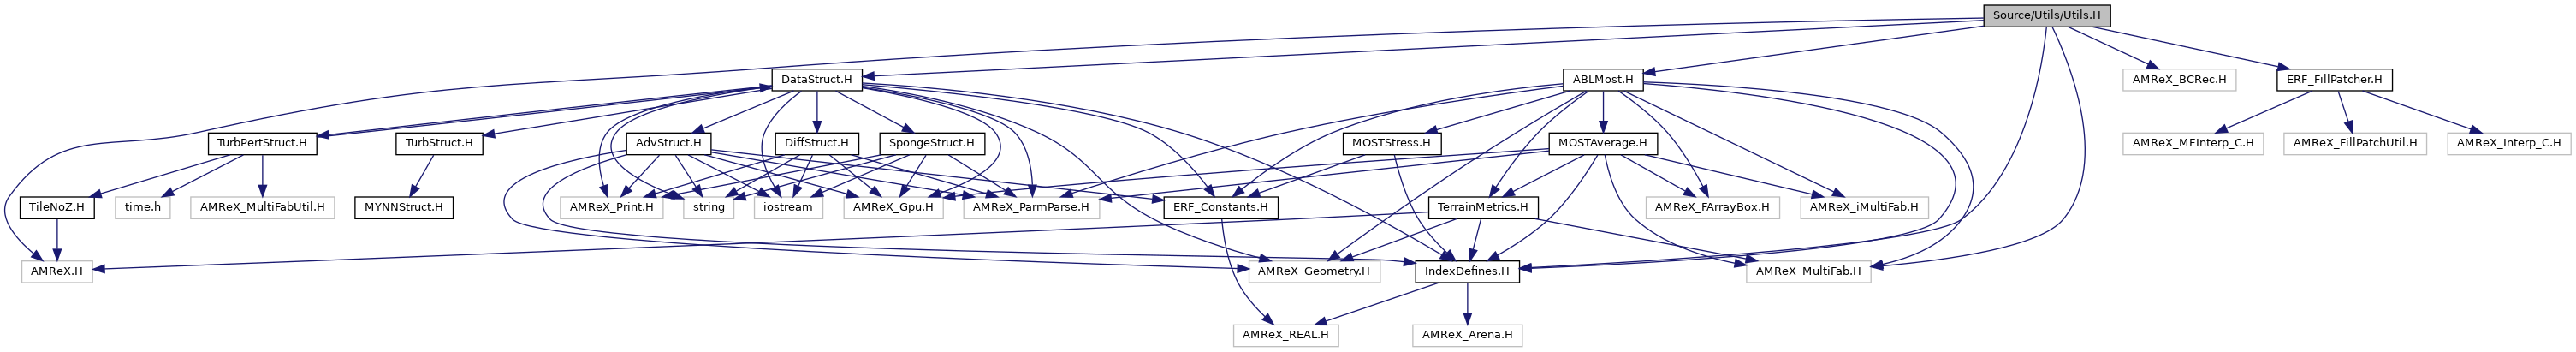 Source/Utils/Utils.H
DataStruct.H
ABLMost.H
AMReX_BCRec.H
ERF_FillPatcher.H
TurbPertStruct.H
TurbStruct.H
AdvStruct.H
DiffStruct.H
SpongeStruct.H
MOSTStress.H
MOSTAverage.H
AMReX_MFInterp_C.H
AMReX_FillPatchUtil.H
AMReX_Interp_C.H
TileNoZ.H
time.h
AMReX_MultiFabUtil.H
MYNNStruct.H
AMReX_Print.H
string
iostream
AMReX_Gpu.H
AMReX_ParmParse.H
ERF_Constants.H
TerrainMetrics.H
AMReX_FArrayBox.H
AMReX_iMultiFab.H
AMReX.H
AMReX_Geometry.H
IndexDefines.H
AMReX_MultiFab.H
AMReX_REAL.H
AMReX_Arena.H